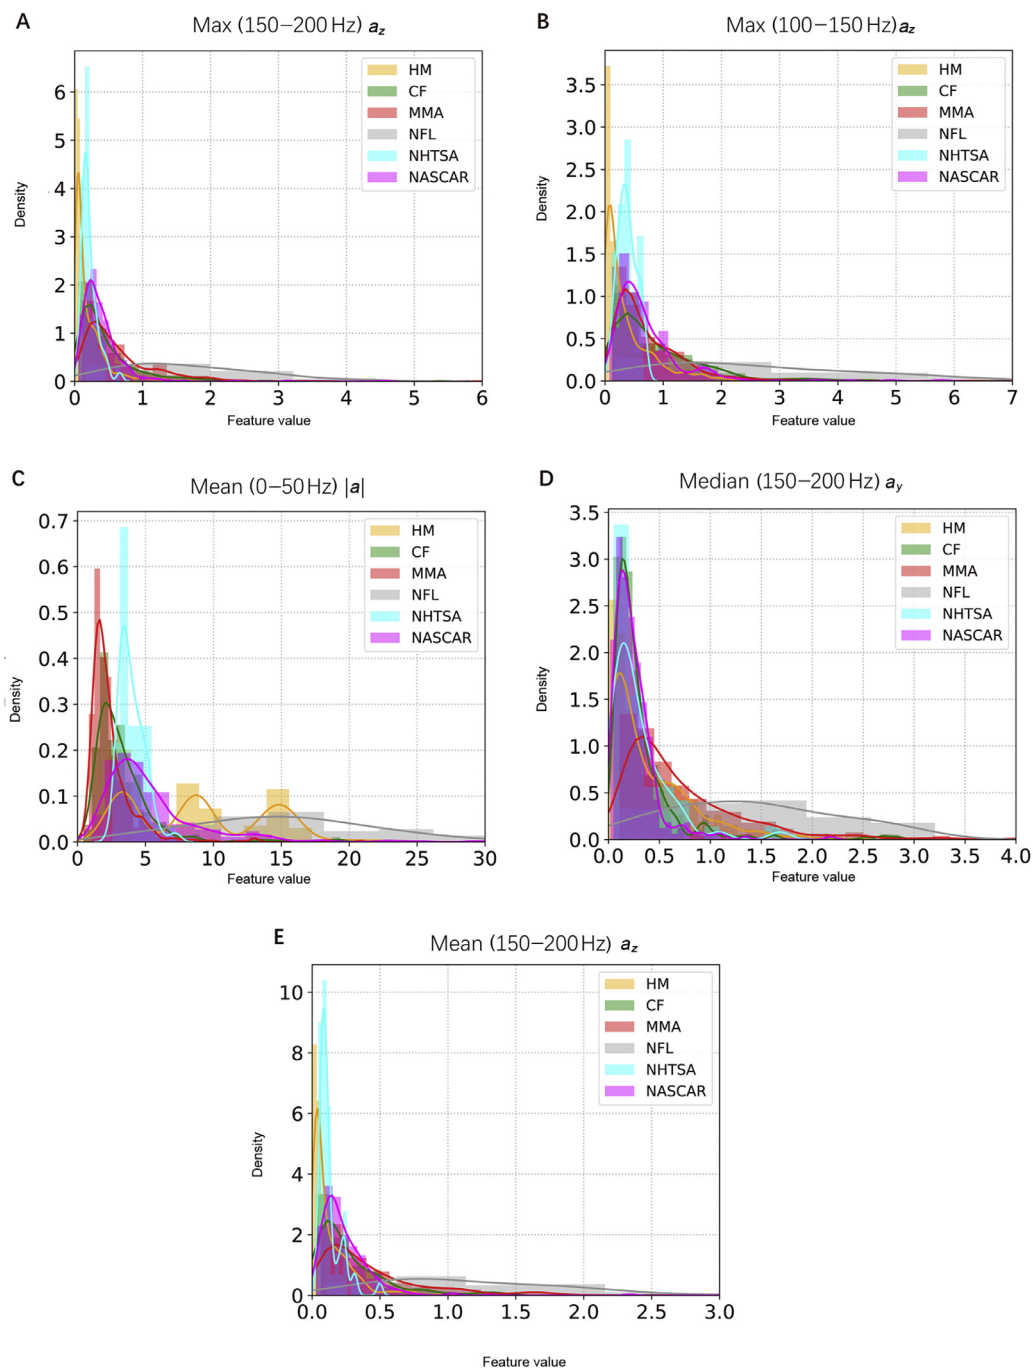 A
Max (150–200 Hz) az
Density
6
5
4
3
2
1
0
HM
CF
MMA
NFL
NHTSA
NASCAR
0 1 2 3 4 5 6
Feature value
B
Max (100–150 Hz) az
Density
3.5
3.0
2.5
2.0
1.5
1.0
0.5
0.0
HM
CF
MMA
NFL
NHTSA
NASCAR
0 1 2 3 4 5 6 7
Feature value
C
Mean (0–50 Hz) |a|
Density
0.7
0.6
0.5
0.4
0.3
0.2
0.1
0.0
HM
CF
MMA
NFL
NHTSA
NASCAR
0 5 10 15 20 25 30
Feature value
D
Median (150–200 Hz) ay
Density
3.5
3.0
2.5
2.0
1.5
1.0
0.5
0.0
HM
CF
MMA
NFL
NHTSA
NASCAR
0.0 0.5 1.0 1.5 2.0 2.5 3.0 3.5 4.0
Feature value
E
Mean (150–200 Hz) az
Density
10
8
6
4
2
0
HM
CF
MMA
NFL
NHTSA
NASCAR
0.0 0.5 1.0 1.5 2.0 2.5 3.0
Feature value